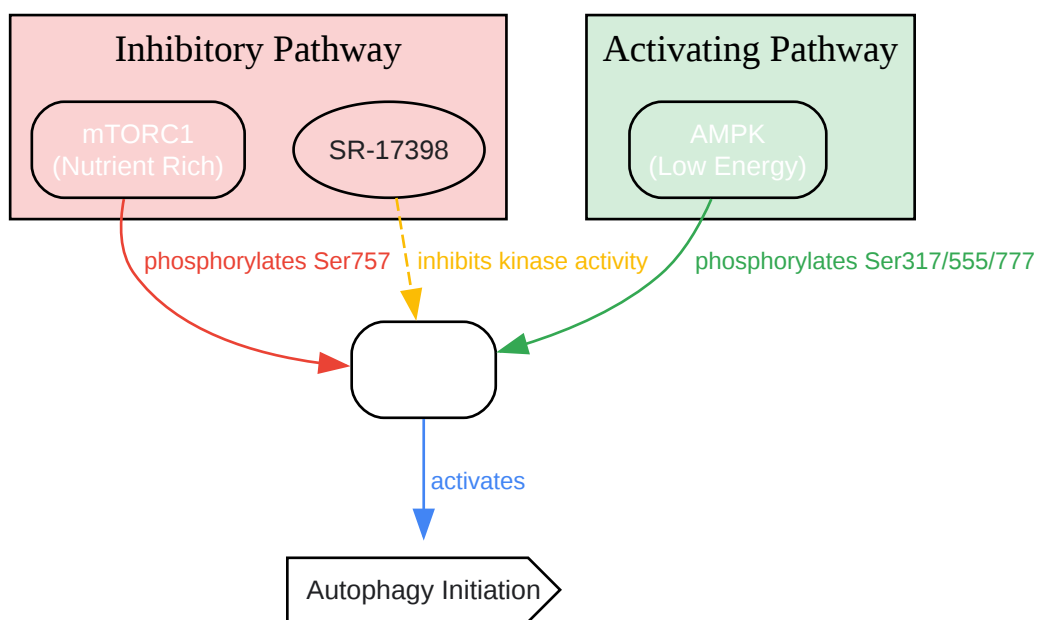 Inhibitory Pathway
Activating Pathway
mTORC1
(Nutrient Rich)
SR-17398
AMPK
(Low Energy)
phosphorylates Ser757
inhibits kinase activity
phosphorylates Ser317/555/777
activates
Autophagy Initiation